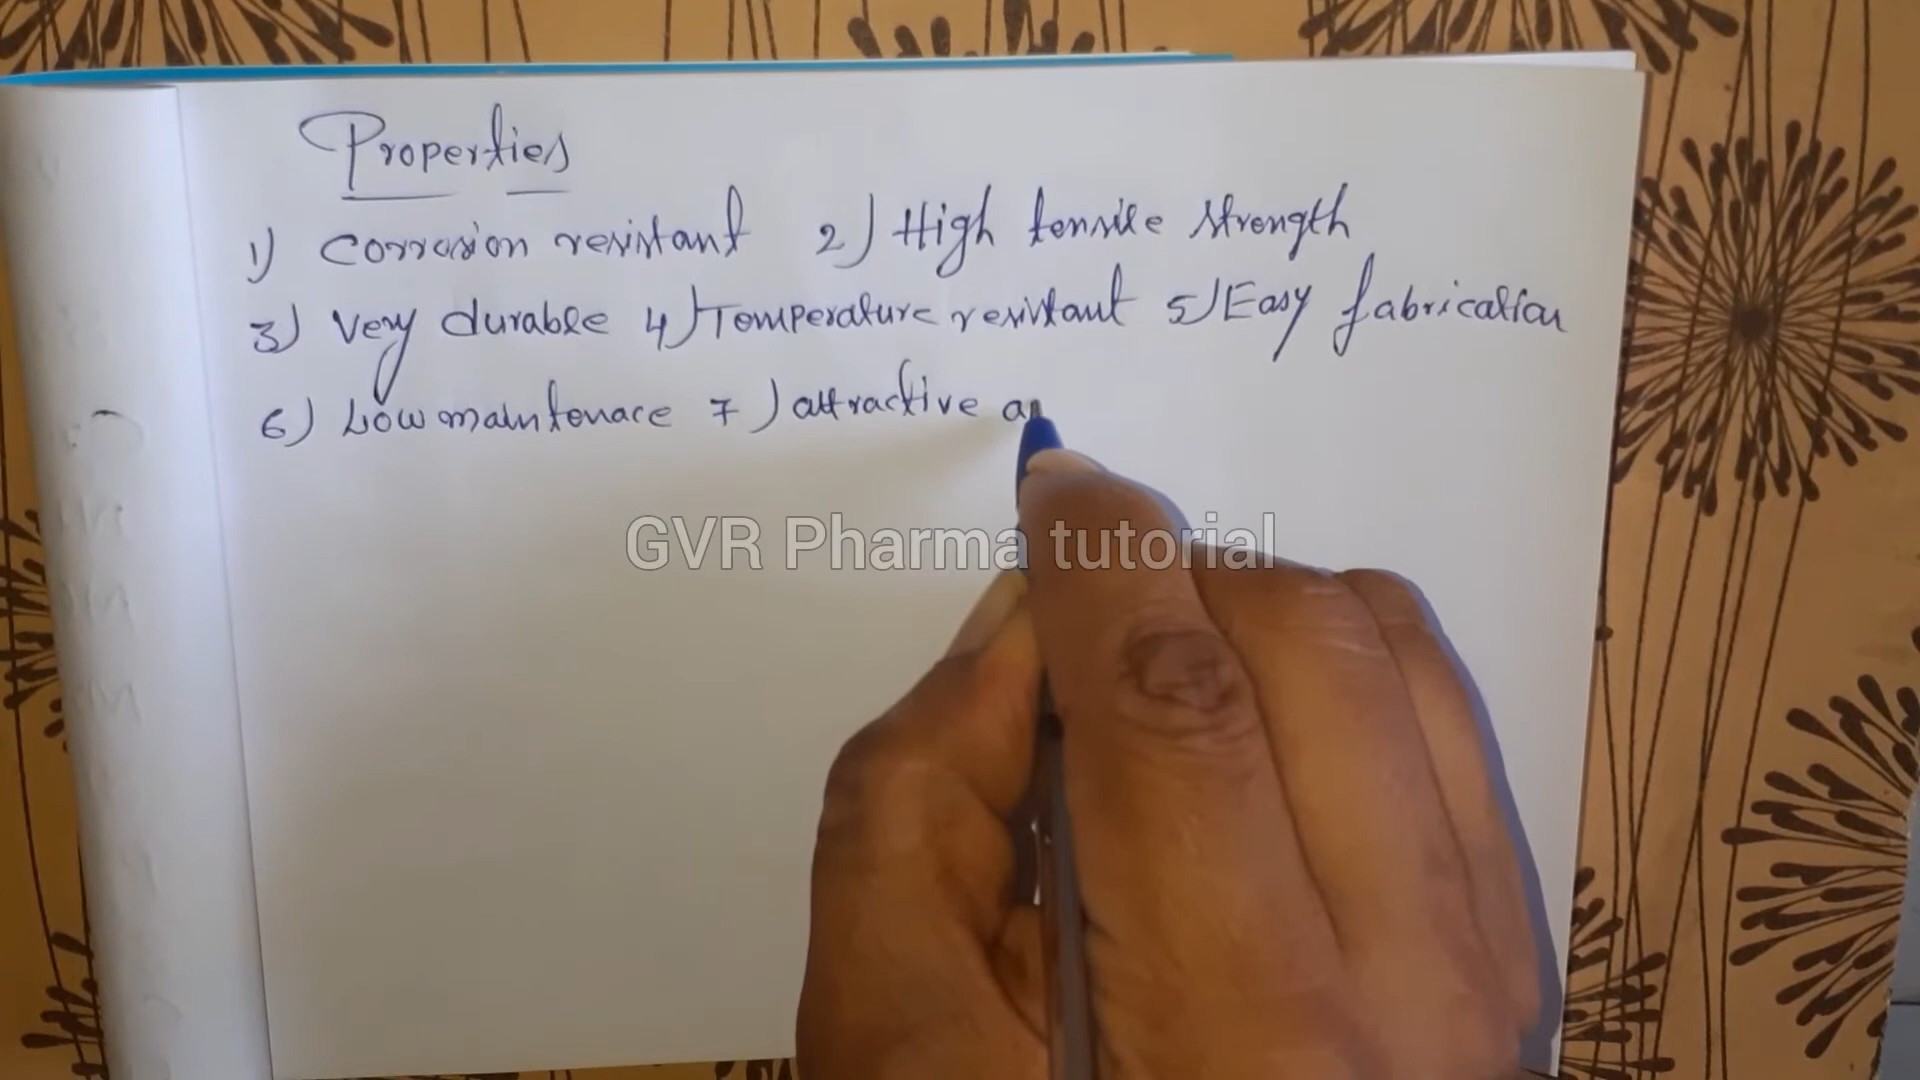 Properties
1) Corrosion resistant 2) High tensile strength
3) Very durable 4) Temperature resistant 5) Easy fabrication
6) Low maintenace 7) attractive a
GVR Pharma tutorial